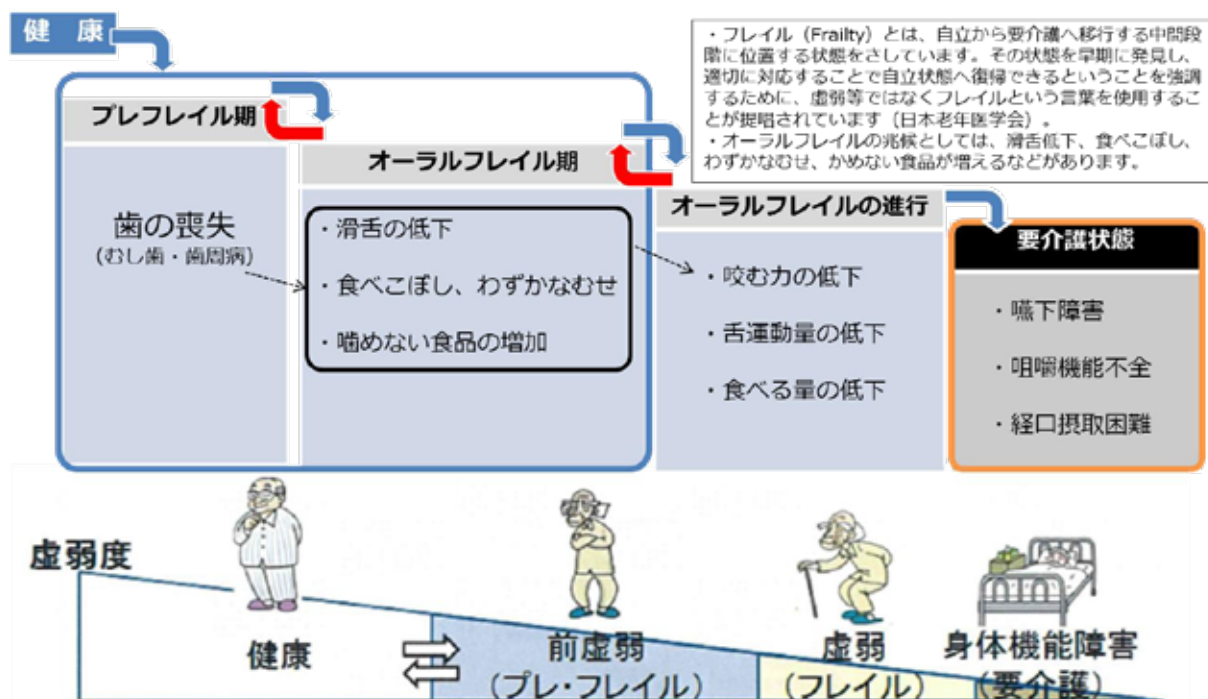 健　康
・フレイル（Frailty）とは、自立から要介護へ移行する中間段
階に位置する状態をさしています。その状態を早期に発見し、
適切に対応することで自立状態へ復帰できるということを強調
するために、虚弱等ではなくフレイルという言葉を使用するこ
とが提唱されています（日本老年医学会）。
・オーラルフレイルの兆候としては、滑舌低下、食べこぼし、
わずかなむせ、かめない食品が増えるなどがあります。
プレフレイル期
歯の喪失
（むし歯・歯周病）
オーラルフレイル期
・滑舌の低下
・食べこぼし、わずかなむせ
・噛めない食品の増加
オーラルフレイルの進行
・咬む力の低下
・舌運動量の低下
・食べる量の低下
要介護状態
・嚥下障害
・咀嚼機能不全
・経口摂取困難
虚弱度
健康
前虚弱
（プレ・フレイル）
虚弱
（フレイル）
身体機能障害
（要介護）